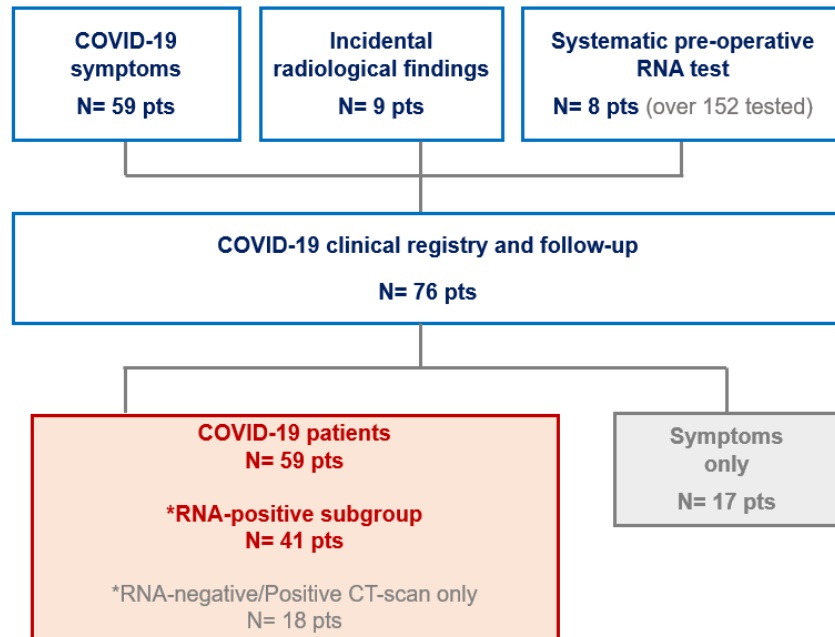 COVID-19
symptoms
N= 59 pts
Incidental
radiological findings
N= 9 pts
Systematic pre-operative
RNA test
N= 8 pts (over 152 tested)
COVID-19 clinical registry and follow-up
N= 76 pts
COVID-19 patients
N= 59 pts
*RNA-positive subgroup
N= 41 pts
*RNA-negative/Positive CT-scan only
N= 18 pts
Symptoms
only
N= 17 pts